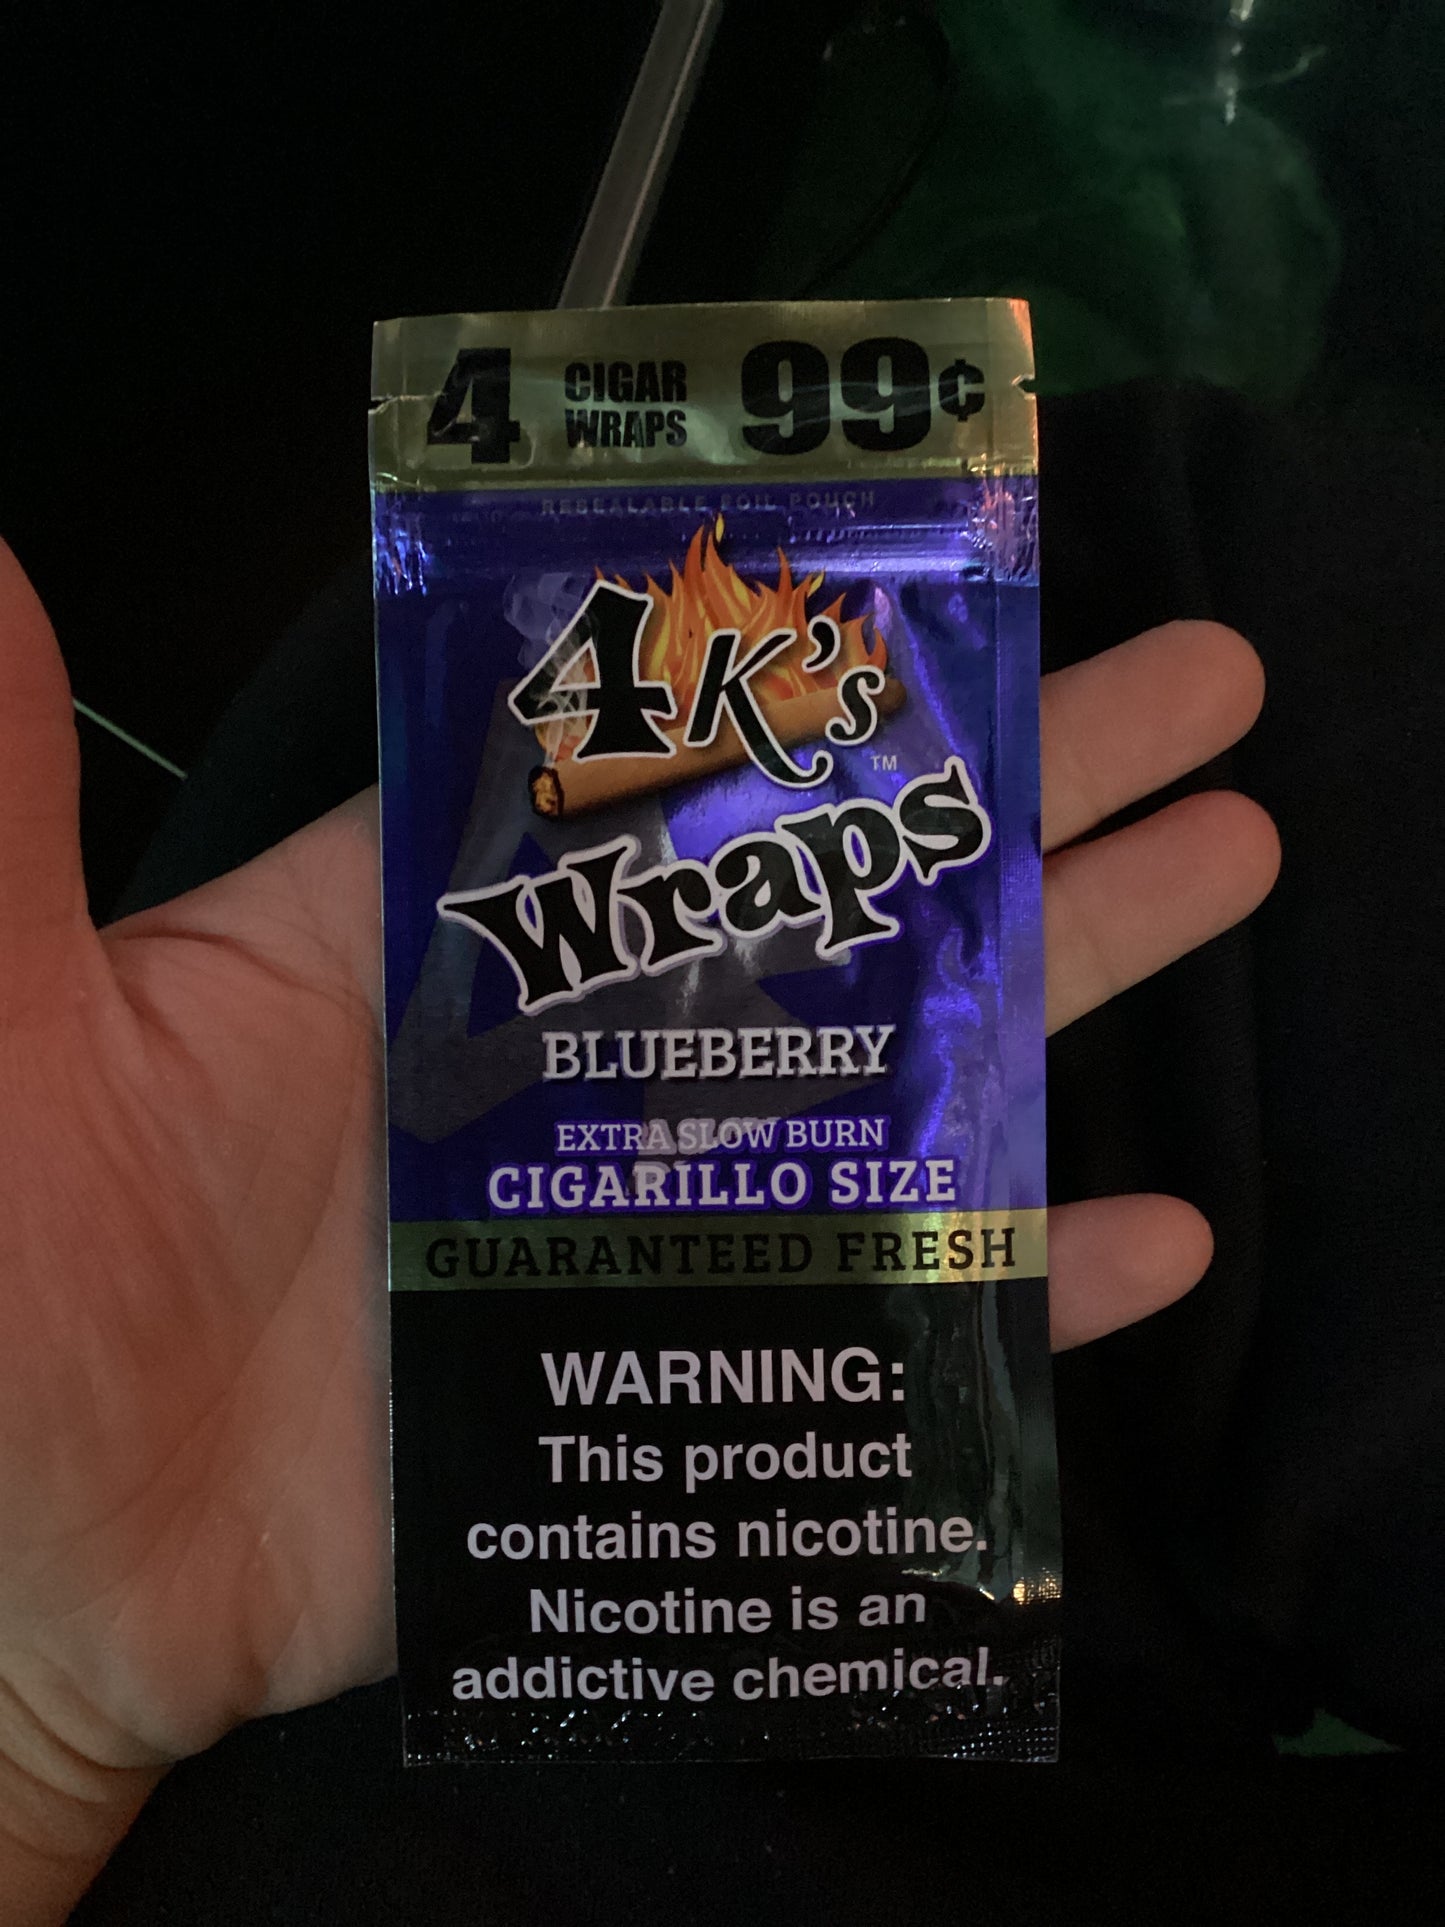 4 CIGAR WRAPS 99¢
RESEALABLE FOIL POUCH
4K's TM
Wraps
BLUEBERRY
EXTRA SLOW BURN
CIGARILLO SIZE
GUARANTEED FRESH
WARNING:
This product
contains nicotine.
Nicotine is an
addictive chemical.